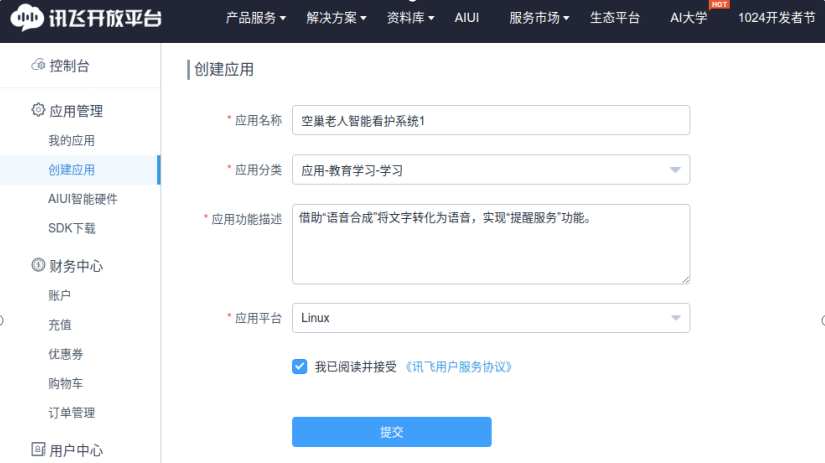 讯飞开放平台 产品服务 解决方案 资料库 AIUI 服务市场 生态平台 AI大学 HOT 1024开发者节
控制台
创建应用
应用管理
* 应用名称 空巢老人智能看护系统1
我的应用
创建应用
* 应用分类 应用-教育学习-学习
AIUI智能硬件
* 应用功能描述 借助“语音合成”将文字转化为语音，实现“提醒服务”功能。
SDK下载
财务中心
账户
* 应用平台 Linux
充值
优惠券
我已阅读并接受 《讯飞用户服务协议》
购物车
订单管理
提交
用户中心